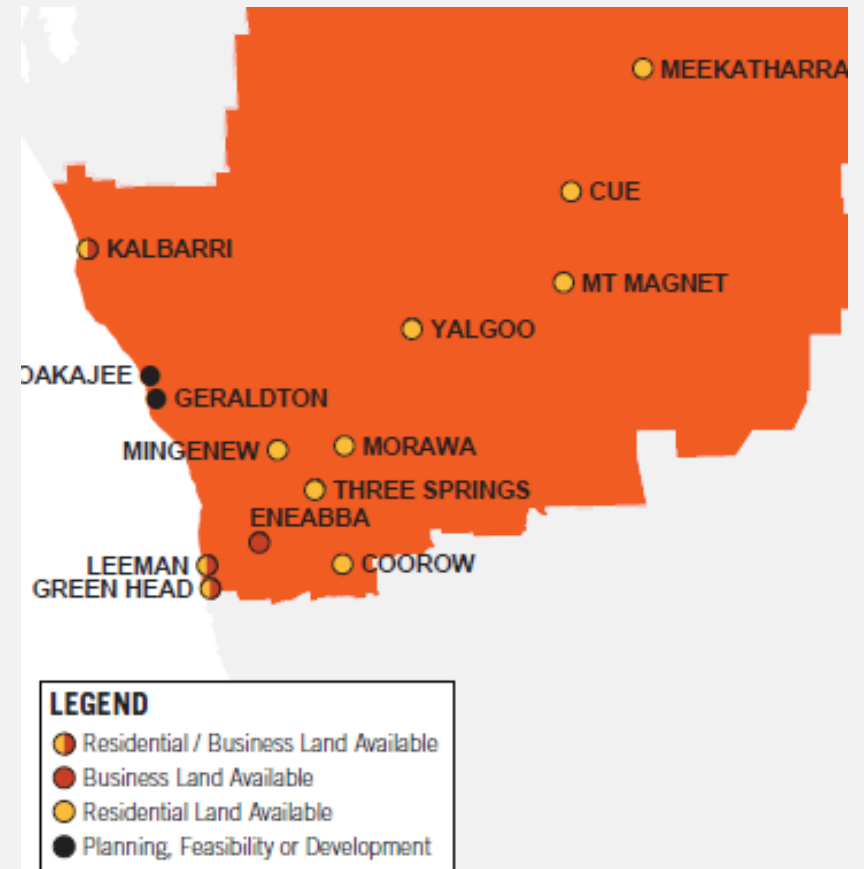 MEEKATHARRA
CUE
KALBARRI
MT MAGNET
YALGOO
OAKAJEE
GERALDTON
MINGENEW
MORAWA
THREE SPRINGS
ENEABBA
LEEMAN
COOROW
GREEN HEAD
LEGEND
Residential / Business Land Available
Business Land Available
Residential Land Available
Planning, Feasibility or Development